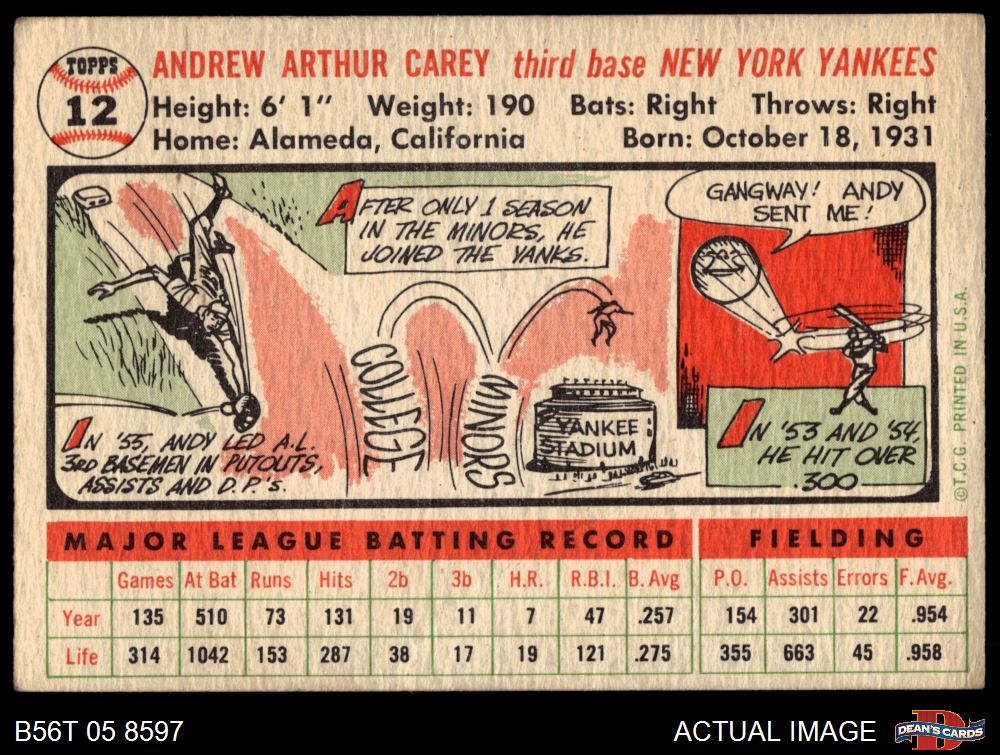 TOPPS
12
ANDREW ARTHUR CAREY third base NEW YORK YANKEES
Height: 6' 1" Weight: 190 Bats: Right Throws: Right
Home: Alameda, California Born: October 18, 1931
AFTER ONLY 1 SEASON
IN THE MINORS, HE
JOINED THE YANKS.
GANGWAY! ANDY
SENT ME!
COLLEGE
MINORS
YANKEE
STADIUM
IN '55, ANDY LED A.L.
3RD BASEMEN IN PUTOUTS,
ASSISTS AND D.P.'s.
IN '53 AND '54,
HE HIT OVER
.300
©T.C.G. PRINTED IN U.S.A.
MAJOR LEAGUE BATTING RECORD FIELDING
Games At Bat Runs Hits 2b 3b H.R. R.B.I. B. Avg P.O. Assists Errors F. Avg.
Year 135 510 73 131 19 11 7 47 .257 154 301 22 .954
Life 314 1042 153 287 38 17 19 121 .275 355 663 45 .958
B56T 05 8597 ACTUAL IMAGE
DEAN'S CARDS